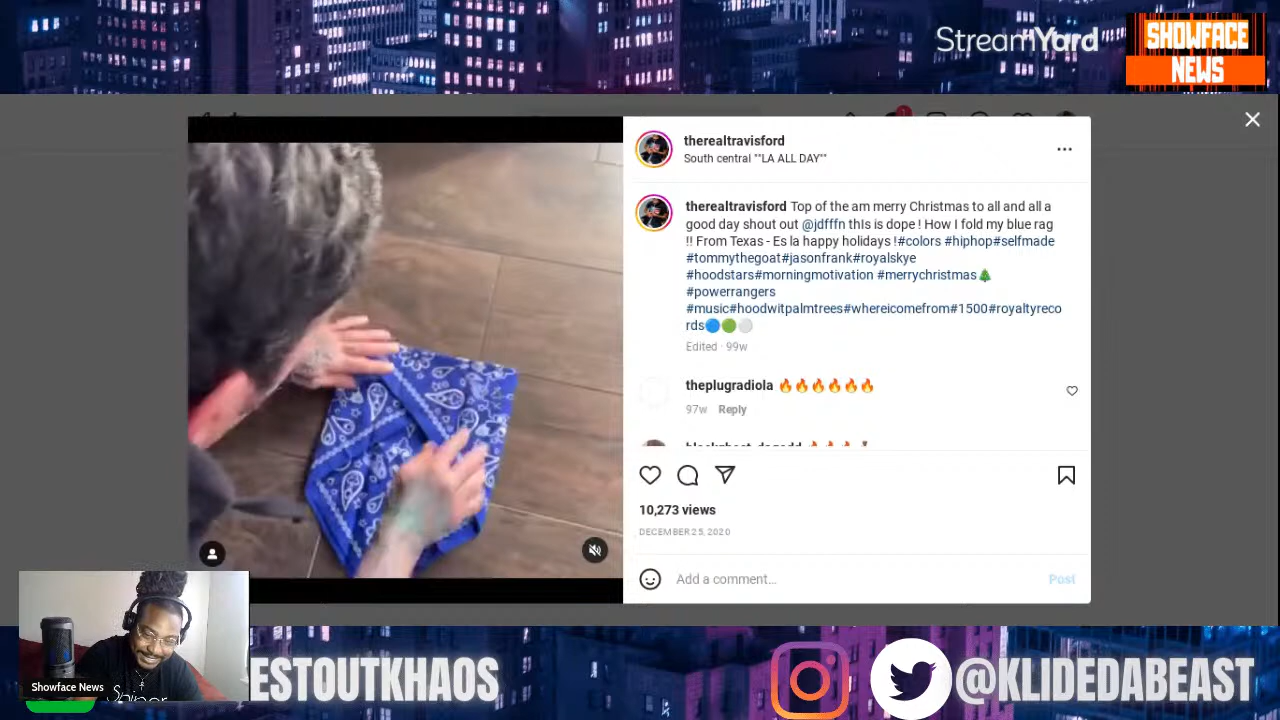 StreamYard
SHOWFACE
NEWS
therealtravisford
South central ""LA ALL DAY""
therealtravisford Top of the am merry Christmas to all and all a
good day shout out @jdfffn thIs is dope ! How I fold my blue rag
!! From Texas - Es la happy holidays !#colors #hiphop#selfmade
#tommythegoat#jasonfrank#royalskye
#hoodstars#morningmotivation #merrychristmas🎄
#powerrangers
#music#hoodwitpalmtrees#whereicomefrom#1500#royaltyreco
rds🔵🟢⚪
Edited · 99w
theplugradiola 🔥🔥🔥🔥🔥🔥
97w Reply
10,273 views
DECEMBER 25, 2020
Add a comment...
Post
Showface News
ESTOUTKHAOS
@KLIDEDABEAST